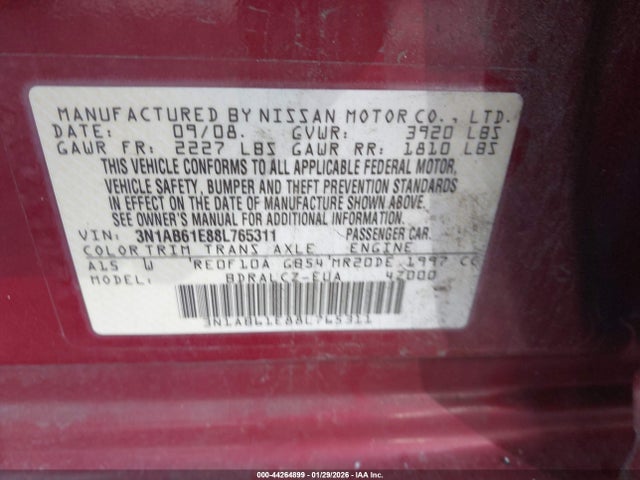 MANUFACTURED BY NISSAN MOTOR CO., LTD.
DATE: 09/08. GVWR: 3920 LBS
GAWR FR: 2227 LBS GAWR RR: 1810 LBS
THIS VEHICLE CONFORMS TO ALL APPLICABLE FEDERAL MOTOR,
VEHICLE SAFETY, BUMPER AND THEFT PREVENTION STANDARDS
IN EFFECT ON THE DATE OF MANUFACTURE SHOWN ABOVE.
SEE OWNER'S MANUAL FOR ADDITIONAL INFORMATION.
VIN: 3N1AB61E88L765311 PASSENGER CAR.
COLOR TRIM TRANS AXLE ENGINE
A15 W RE0F10A GB54 MR20DE 1997 CC
MODEL: BDRALCZ-EUA 4Z000
3N1AB61E88L765311
000-44264899 | 01/29/2026 | IAA Inc.